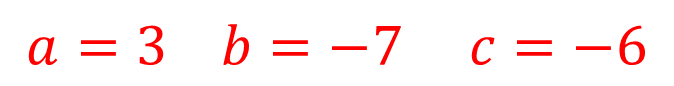 a = 3 b = −7 c = −6